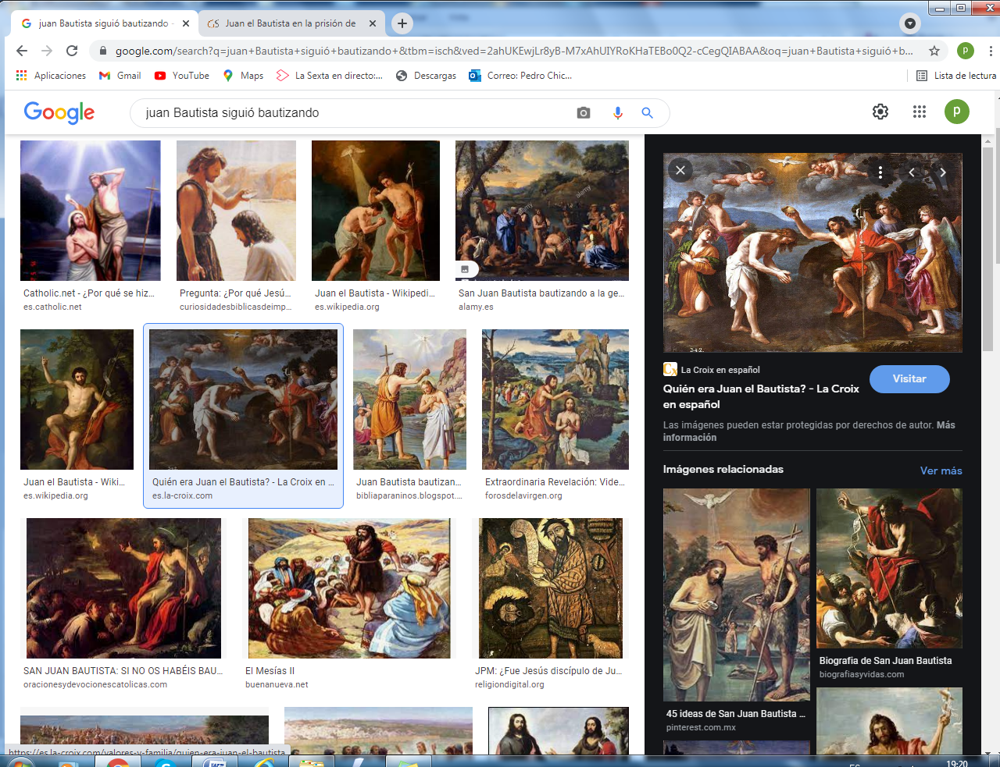 juan Bautista siguió bautizando -
Juan el Bautista en la prisión de
google.com/search?q=juan+Bautista+siguió+bautizando+&tbm=isch&ved=2ahUKEwjLr8yB-M7xAhUIYRoKHaTEBo0Q2-cCegQIABAA&oq=juan+Bautista+siguió+b...
p
Aplicaciones
Gmail
YouTube
Maps
La Sexta en directo:...
Descargas
Correo: Pedro Chic...
Lista de lectura
Google
juan Bautista siguió bautizando
p
Catholic.net - ¿Por qué se hiz...
es.catholic.net
Pregunta: ¿Por qué Jesú...
curiosidadesbiblicasdeimp...
Juan el Bautista - Wikipedi...
es.wikipedia.org
alamy
alamy
San Juan Bautista bautizando a la ge...
alamy.es
Juan el Bautista - Wiki...
es.wikipedia.org
Quién era Juan el Bautista? - La Croix en ...
es.la-croix.com
Juan Bautista bautizan...
bibliaparaninos.blogspot....
Extraordinaria Revelación: Vide...
forosdelavirgen.org
SAN JUAN BAUTISTA: SI NO OS HABÉIS BAU...
oracionesydevocionescatolicas.com
El Mesías II
buenanueva.net
JPM: ¿Fue Jesús discípulo de Ju...
religiondigital.org
https://es.la-croix.com/valores-y-familia/quien-era-juan-el-bautista
342.
Cx
La Croix en español
Quién era Juan el Bautista? - La Croix
en español
Visitar
Las imágenes pueden estar protegidas por derechos de autor. Más
información
Imágenes relacionadas
Ver más
45 ideas de San Juan Bautista ...
pinterest.com.mx
Biografia de San Juan Bautista
biografiasyvidas.com
ES
19:20